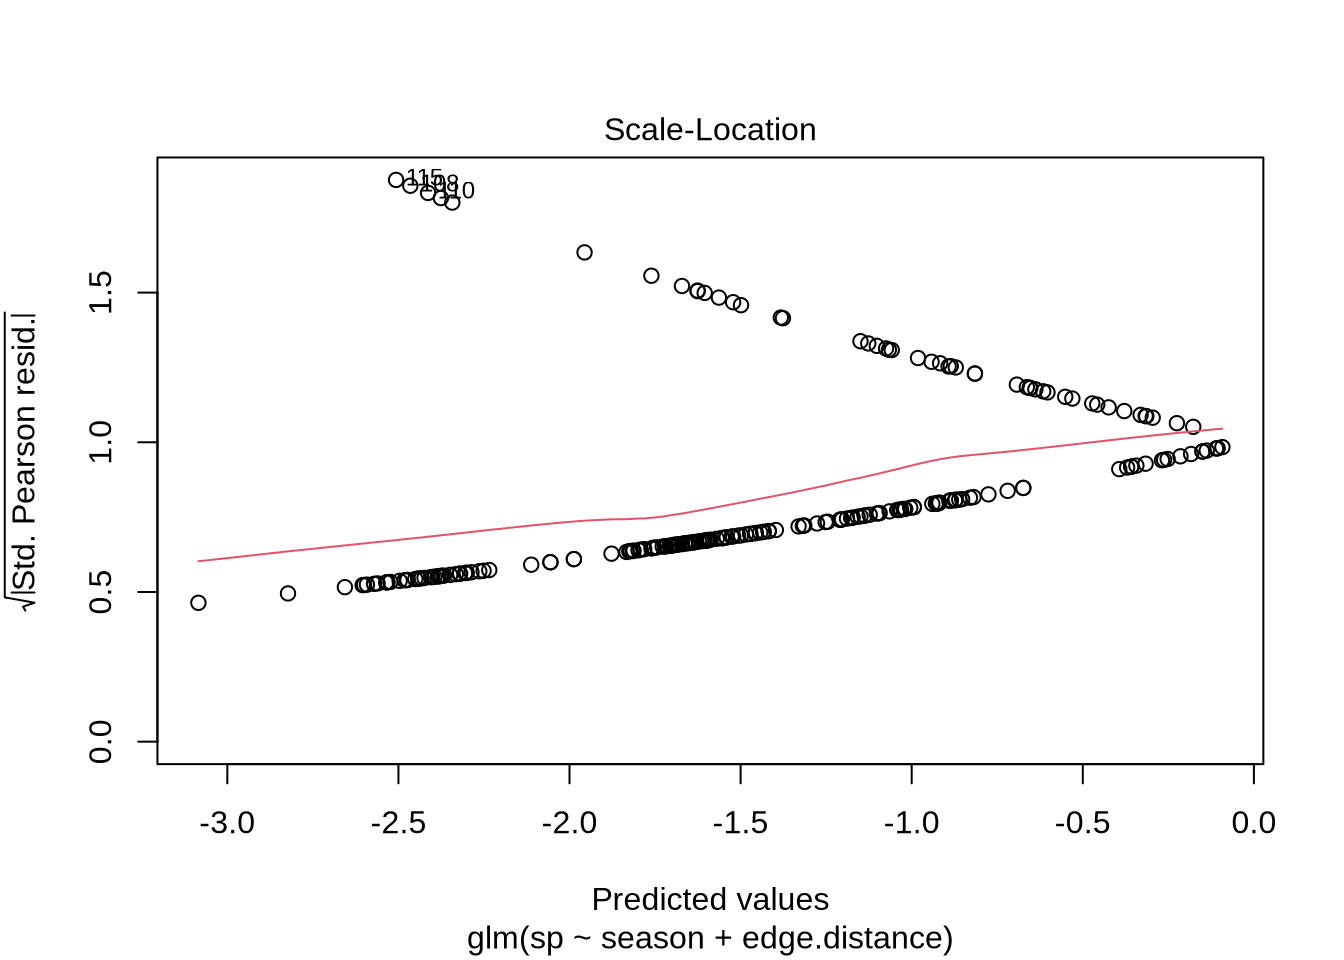 Scale-Location
115
110
√|Std. Pearson resid.|
0.0
0.5
1.0
1.5
-3.0 -2.5 -2.0 -1.5 -1.0 -0.5 0.0
Predicted values
glm(sp ~ season + edge.distance)